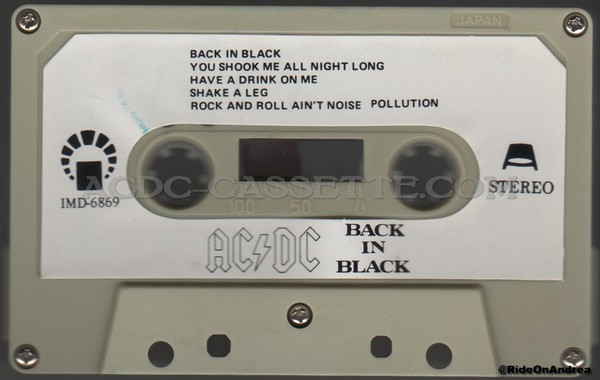 JAPAN
BACK IN BLACK
YOU SHOOK ME ALL NIGHT LONG
HAVE A DRINK ON ME
SHAKE A LEG
ROCK AND ROLL AIN'T NOISE POLLUTION
ACDC-CASSETTE.COM
IMD-6869
STEREO
100 50 0
AC⚡DC
BACK
IN
BLACK
©RideOnAndrea